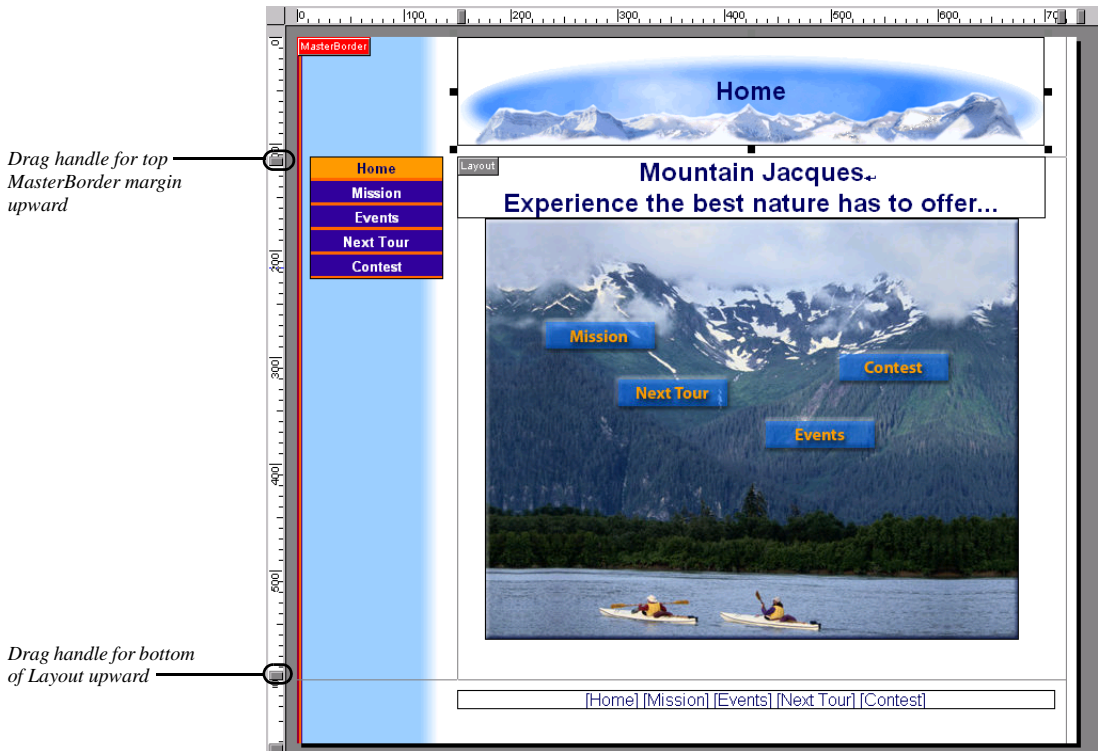 0 100 200 300 400 500 600 70
0
MasterBorder
Home
Drag handle for top
MasterBorder margin
upward
Home
Mission
Events
Next Tour
Contest
Layout
Mountain Jacques↵
Experience the best nature has to offer...
200
Mission
Contest
Next Tour
Events
300
400
500
Drag handle for bottom
of Layout upward
[Home] [Mission] [Events] [Next Tour] [Contest]